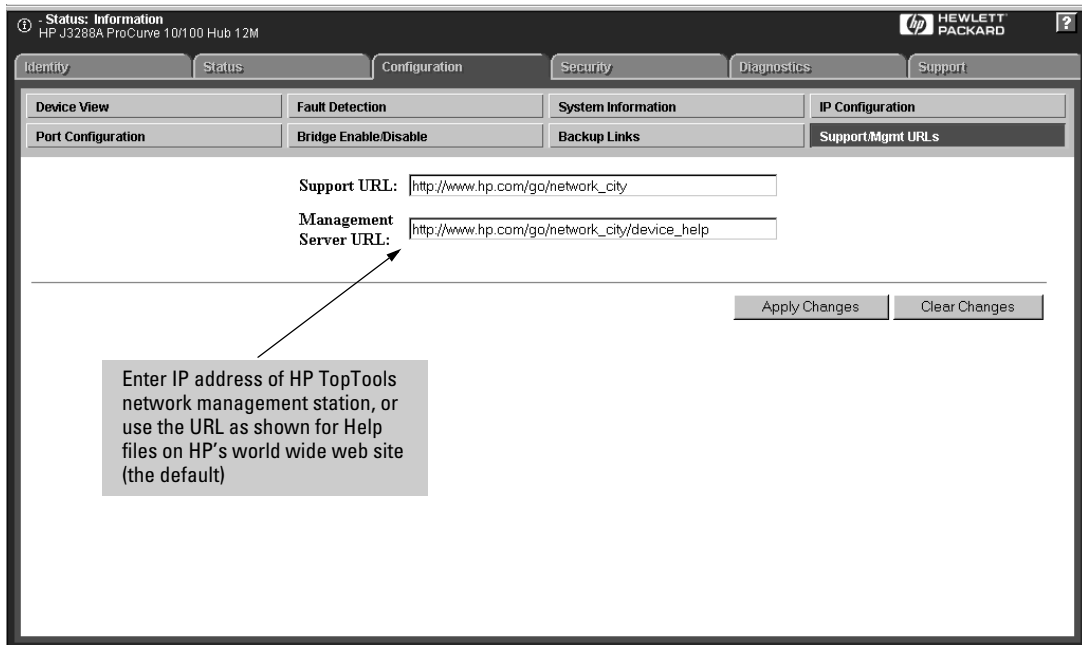 - Status: Information
HP J3288A ProCurve 10/100 Hub 12M
hp HEWLETT
PACKARD
?
Identity Status Configuration Security Diagnostics Support
Device View Fault Detection System Information IP Configuration
Port Configuration Bridge Enable/Disable Backup Links Support/Mgmt URLs
Support URL: http://www.hp.com/go/network_city
Management
Server URL: http://www.hp.com/go/network_city/device_help
Apply Changes Clear Changes
Enter IP address of HP TopTools
network management station, or
use the URL as shown for Help
files on HP's world wide web site
(the default)